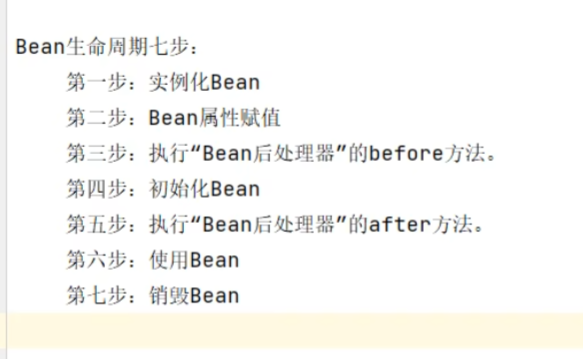 Bean生命周期七步：
第一步：实例化Bean
第二步：Bean属性赋值
第三步：执行“Bean后处理器”的before方法。
第四步：初始化Bean
第五步：执行“Bean后处理器”的after方法。
第六步：使用Bean
第七步：销毁Bean